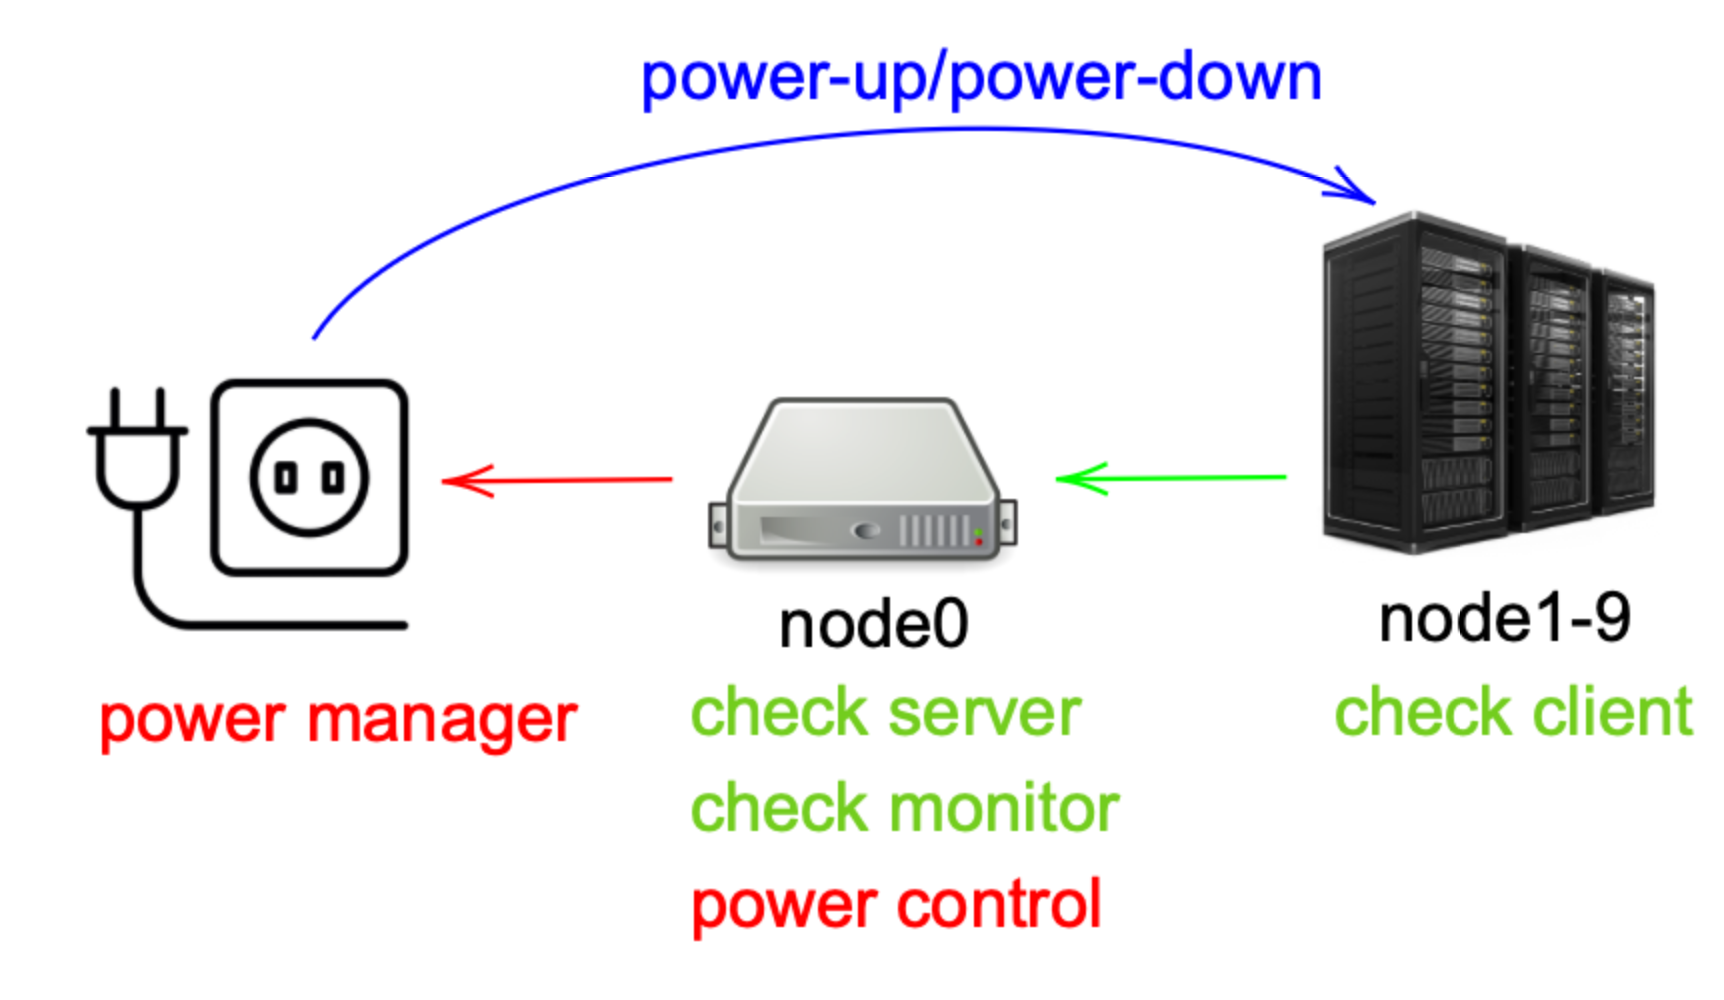 power-up/power-down
node0
node1-9
power manager
check server
check client
check monitor
power control